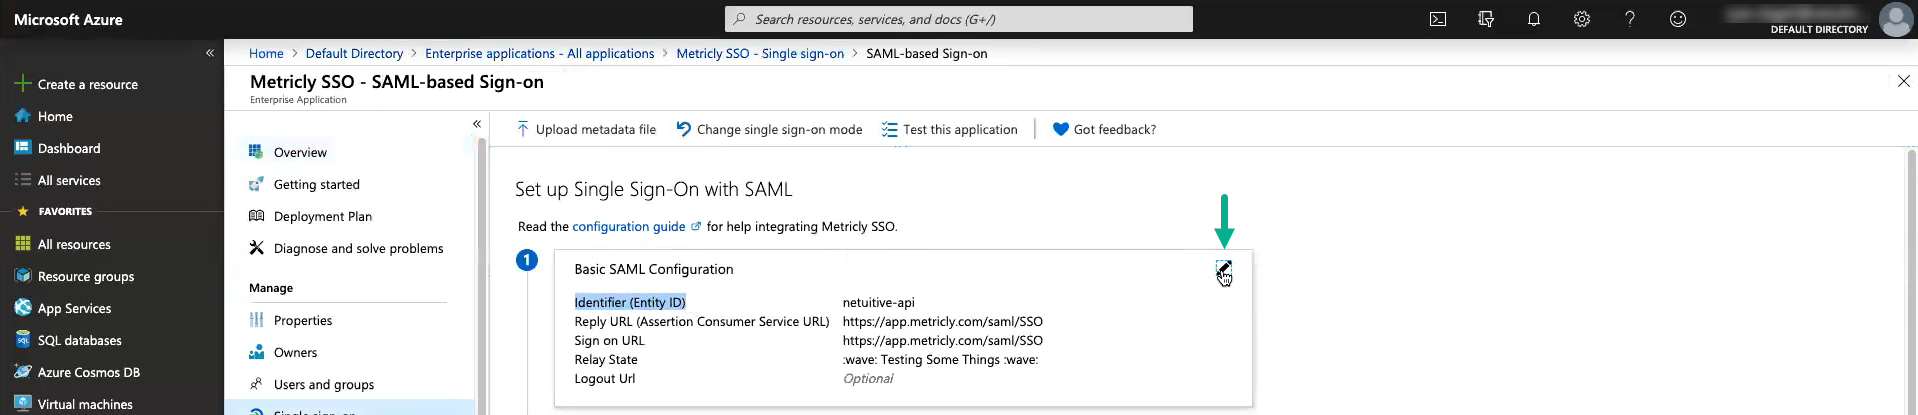 Microsoft Azure
Search resources, services, and docs (G+/)
DEFAULT DIRECTORY
«
Create a resource
Home
Dashboard
All services
FAVORITES
All resources
Resource groups
App Services
SQL databases
Azure Cosmos DB
Virtual machines
Home > Default Directory > Enterprise applications - All applications > Metricly SSO - Single sign-on > SAML-based Sign-on
Metricly SSO - SAML-based Sign-on
Enterprise Application
«
Overview
Getting started
Deployment Plan
Diagnose and solve problems
Manage
Properties
Owners
Users and groups
Single sign-on
Upload metadata file Change single sign-on mode Test this application Got feedback?
Set up Single Sign-On with SAML
Read the configuration guide for help integrating Metricly SSO.
1
Basic SAML Configuration
Identifier (Entity ID) netuitive-api
Reply URL (Assertion Consumer Service URL) https://app.metricly.com/saml/SSO
Sign on URL https://app.metricly.com/saml/SSO
Relay State :wave: Testing Some Things :wave:
Logout Url Optional